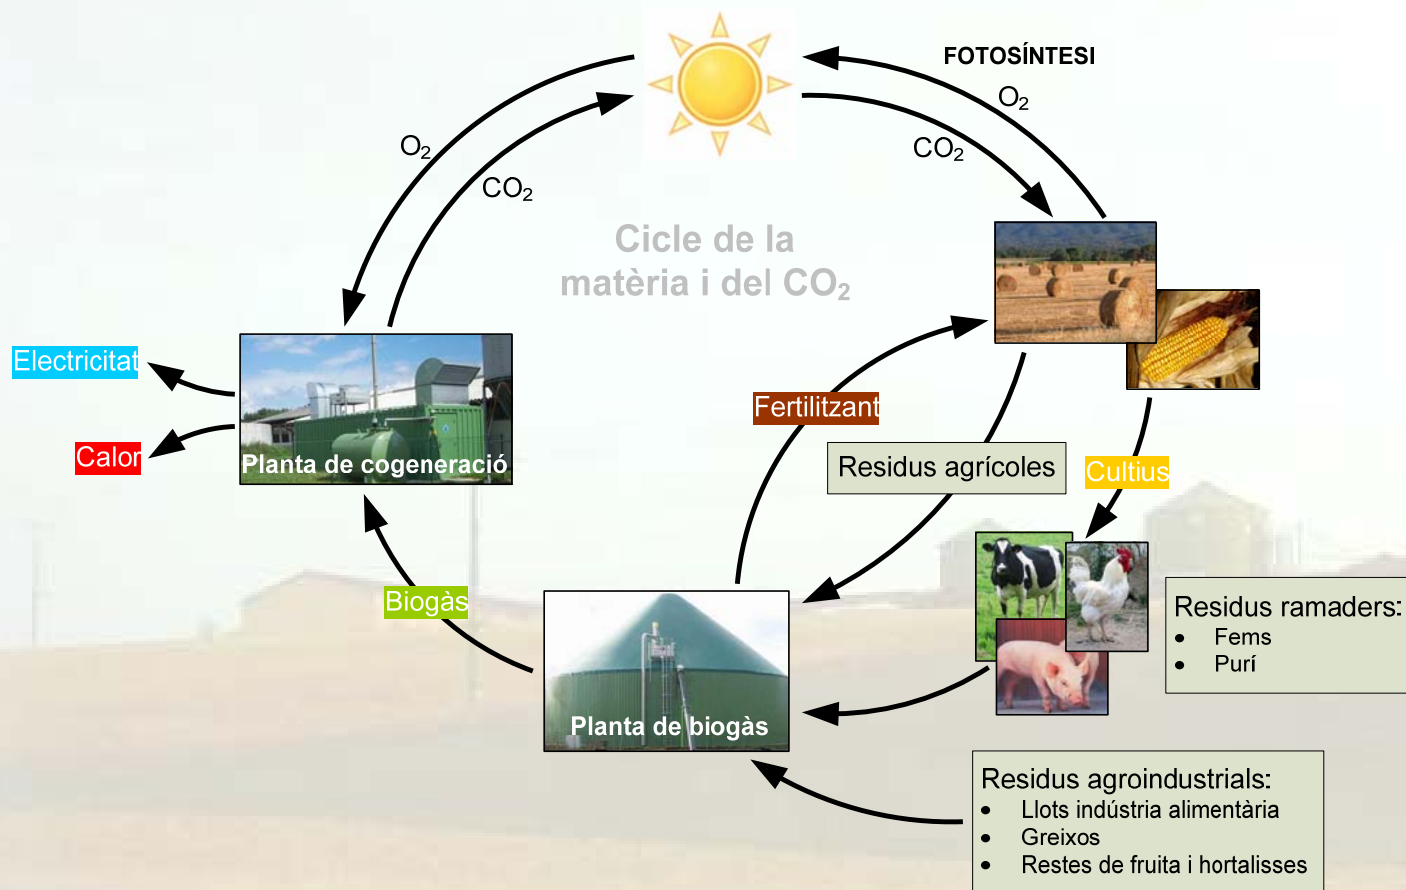 FOTOSÍNTESI
O₂
O₂
CO₂
CO₂
Cicle de la
matèria i del CO₂
Electricitat
Fertilitzant
Calor
Planta de cogeneració
Residus agrícoles
Cultius
Biogàs
Residus ramaders:
• Fems
• Purí
Planta de biogàs
Residus agroindustrials:
• Llots indústria alimentària
• Greixos
• Restes de fruita i hortalisses